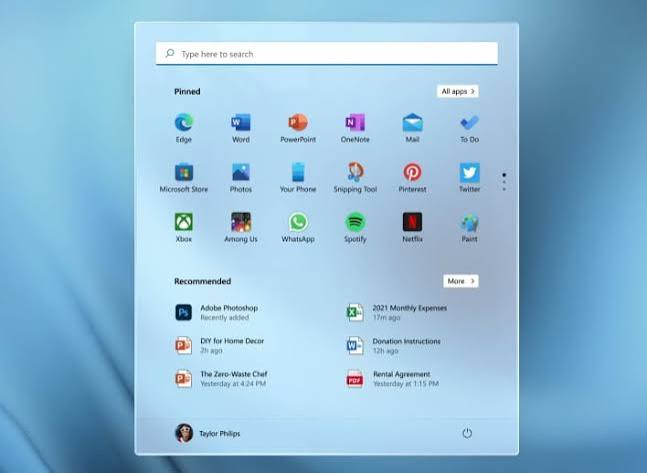 Type here to search
Pinned
All apps >
Edge Word PowerPoint OneNote Mail To Do
Microsoft Store Photos Your Phone Snipping Tool Pinterest Twitter
Xbox Among Us WhatsApp Spotify Netflix Paint
Recommended
More >
Adobe Photoshop
Recently added
2021 Monthly Expenses
17m ago
DIY for Home Decor
2h ago
Donation Instructions
12h ago
The Zero-Waste Chef
Yesterday at 4:24 PM
Rental Agreement
Yesterday at 1:15 PM
Taylor Philips